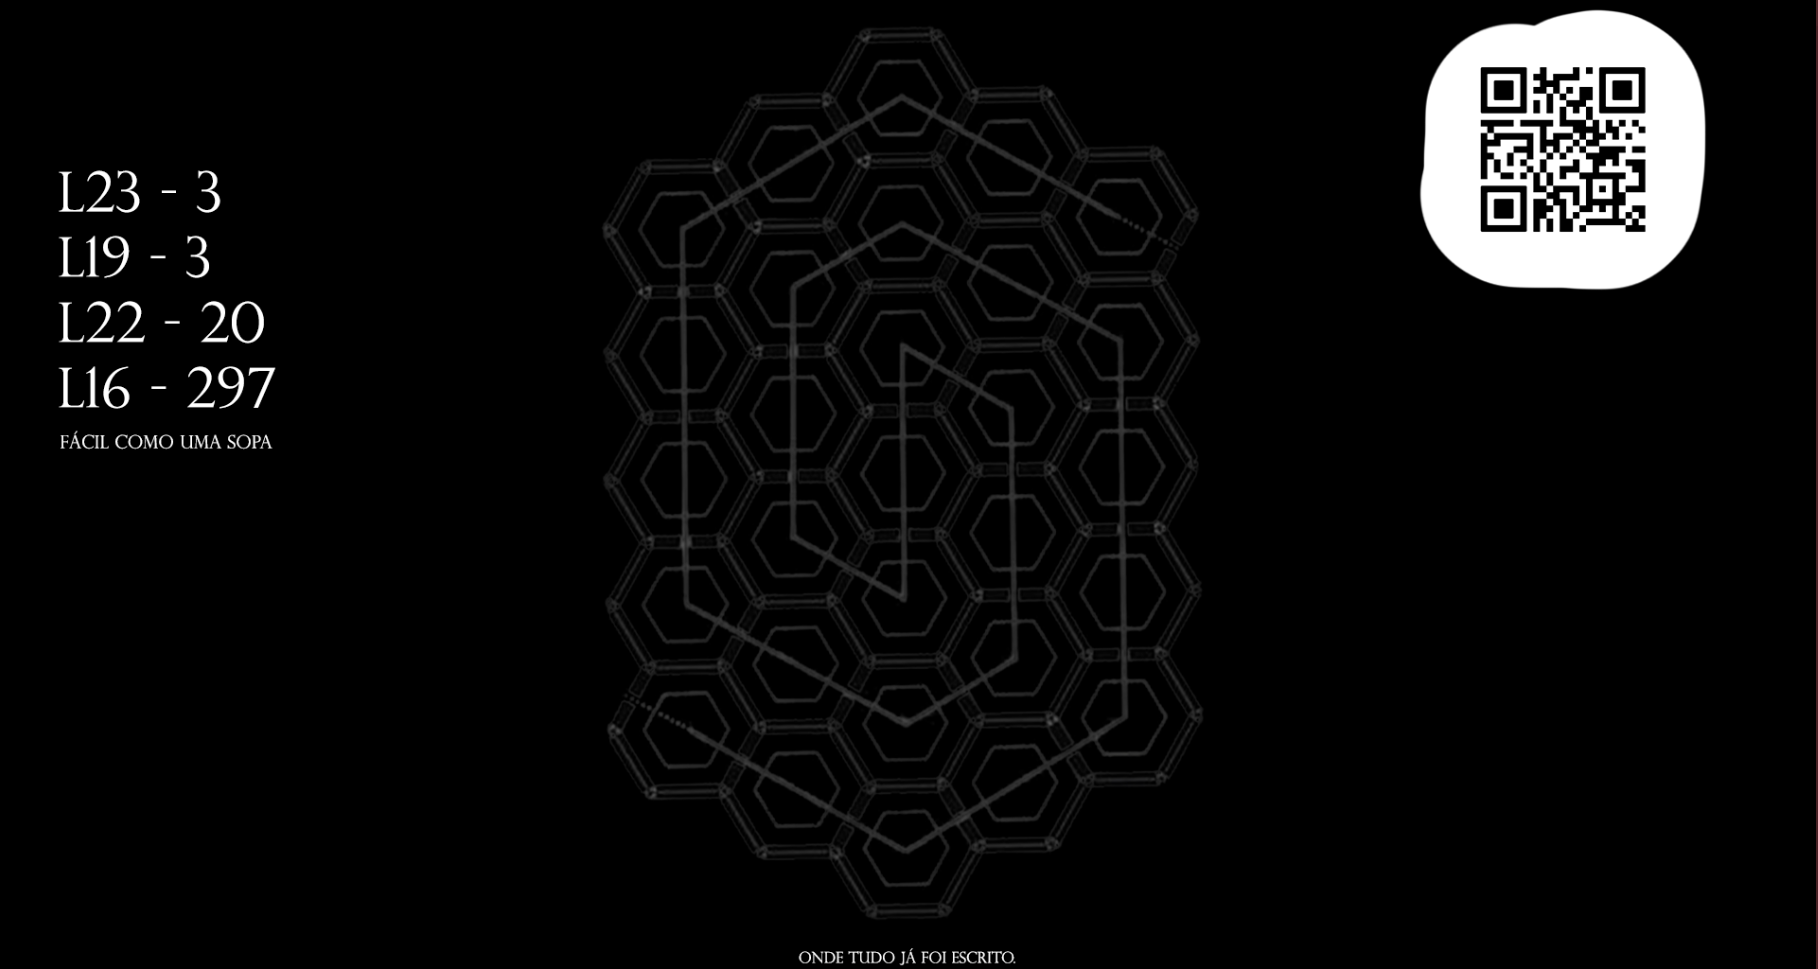 L23 - 3
L19 - 3
L22 - 20
L16 - 297
FÁCIL COMO UMA SOPA
ONDE TUDO JÁ FOI ESCRITO.